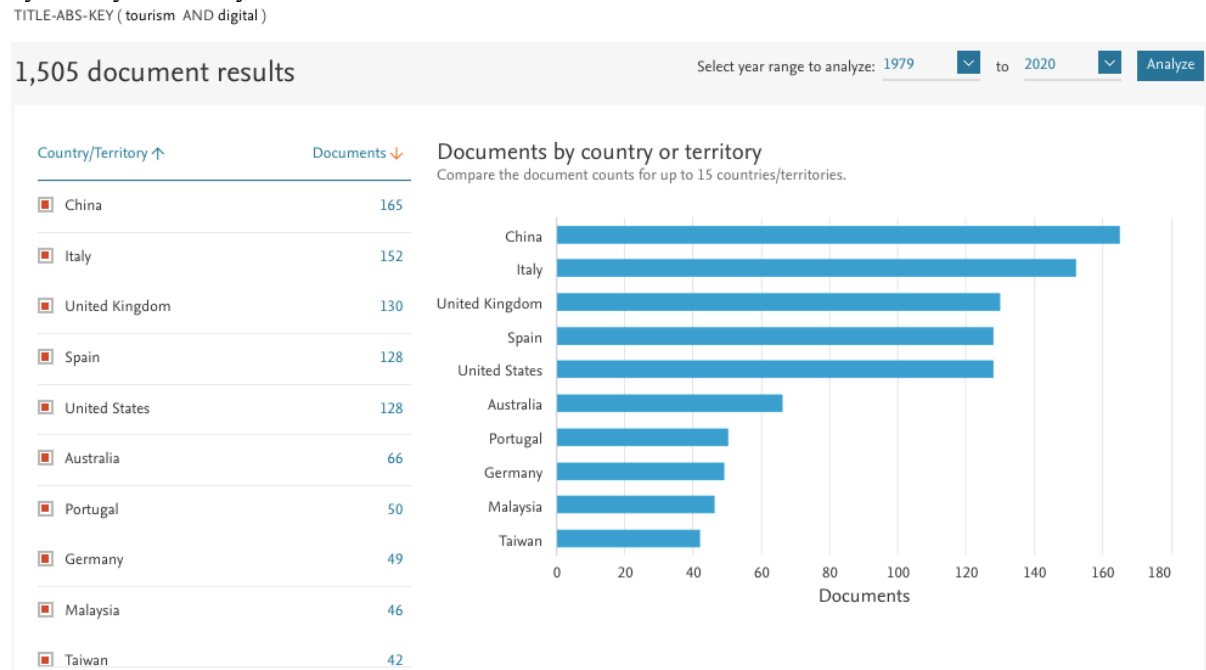 TITLE-ABS-KEY ( tourism AND digital )
1,505 document results
Select year range to analyze: 1979 to 2020 Analyze
Country/Territory Documents
China 165
Italy 152
United Kingdom 130
Spain 128
United States 128
Australia 66
Portugal 50
Germany 49
Malaysia 46
Taiwan 42
Documents by country or territory
Compare the document counts for up to 15 countries/territories.
China
Italy
United Kingdom
Spain
United States
Australia
Portugal
Germany
Malaysia
Taiwan
0 20 40 60 80 100 120 140 160 180
Documents